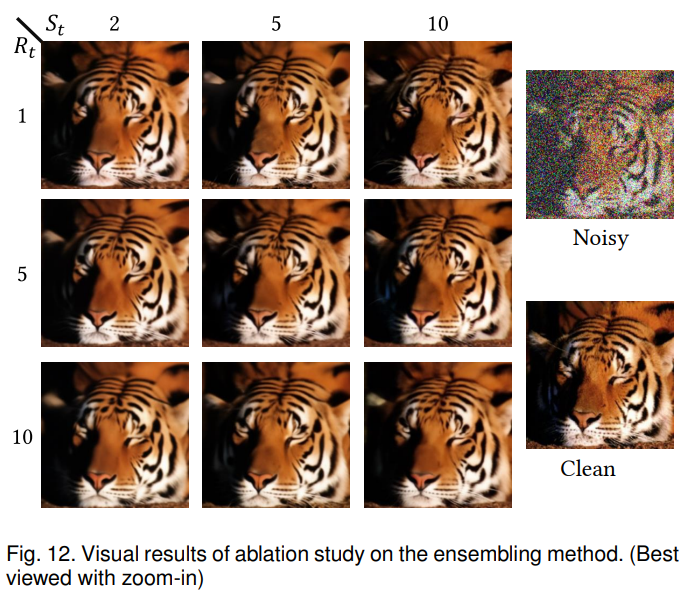 S_t 2 5 10
R_t
1
Noisy
5
10
Clean
Fig. 12. Visual results of ablation study on the ensembling method. (Best
viewed with zoom-in)